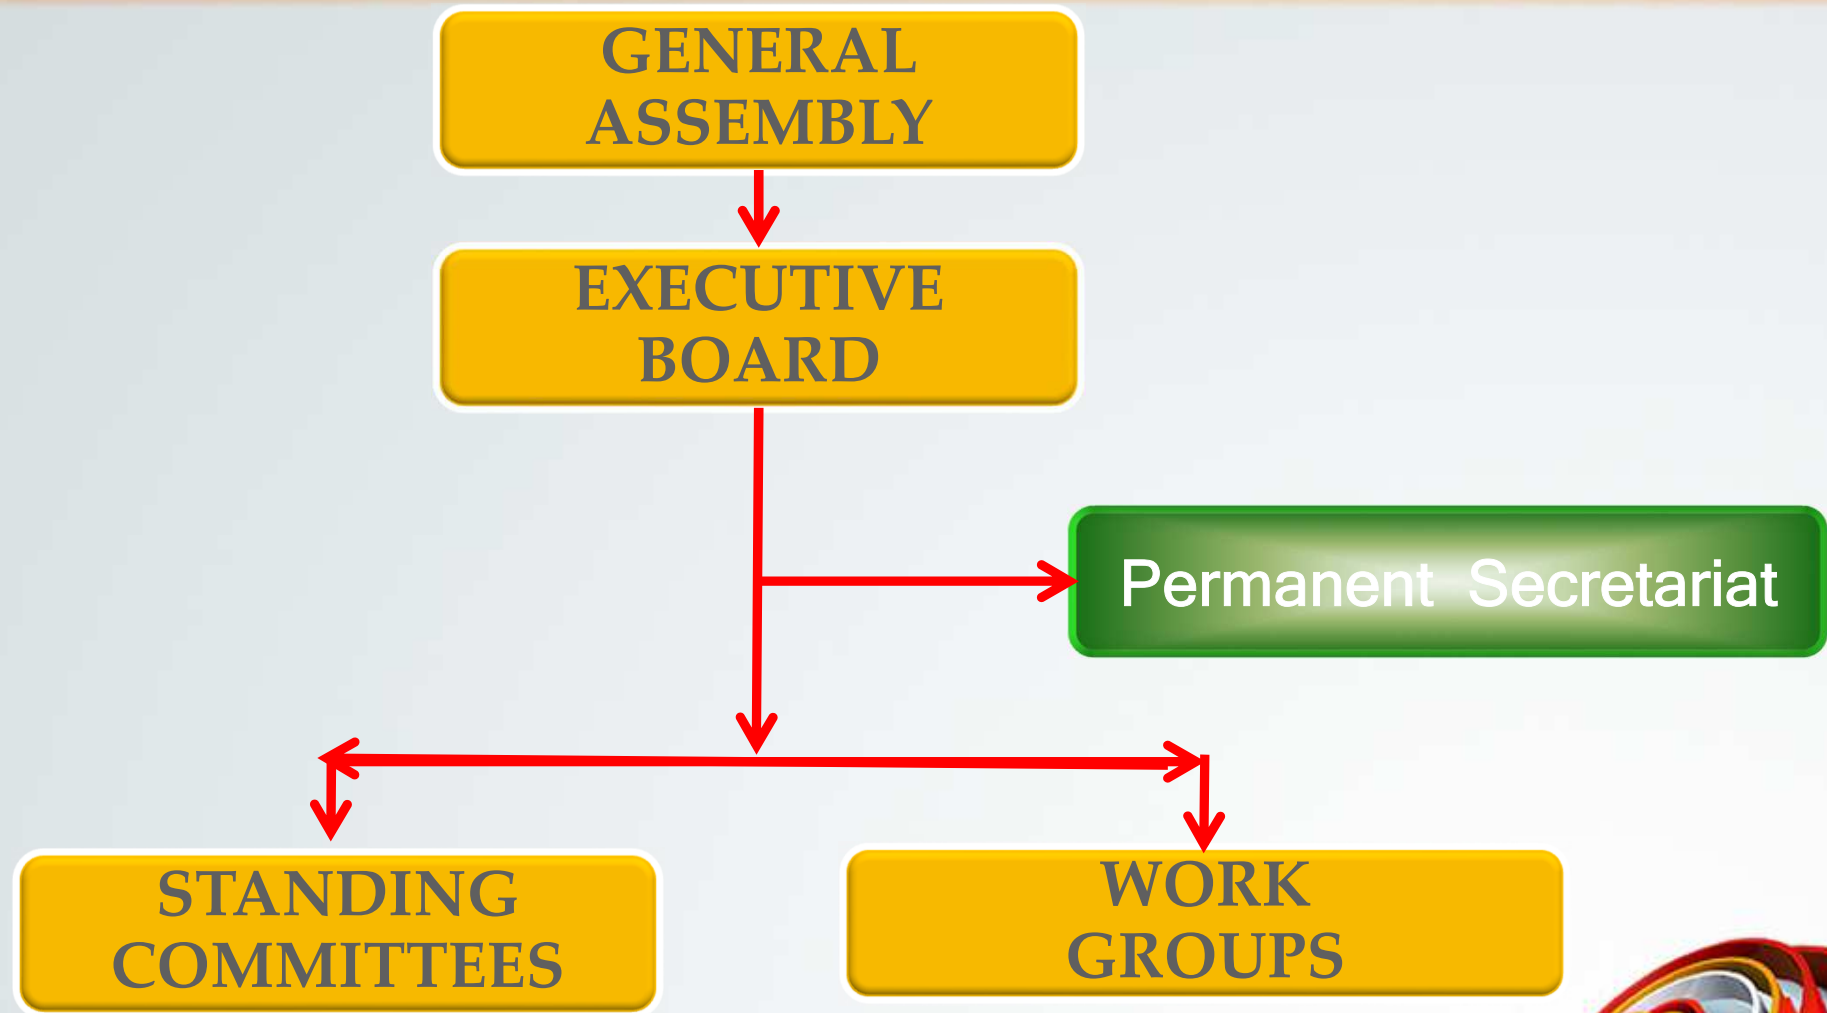 GENERAL
ASSEMBLY
EXECUTIVE
BOARD
Permanent Secretariat
STANDING
COMMITTEES
WORK
GROUPS